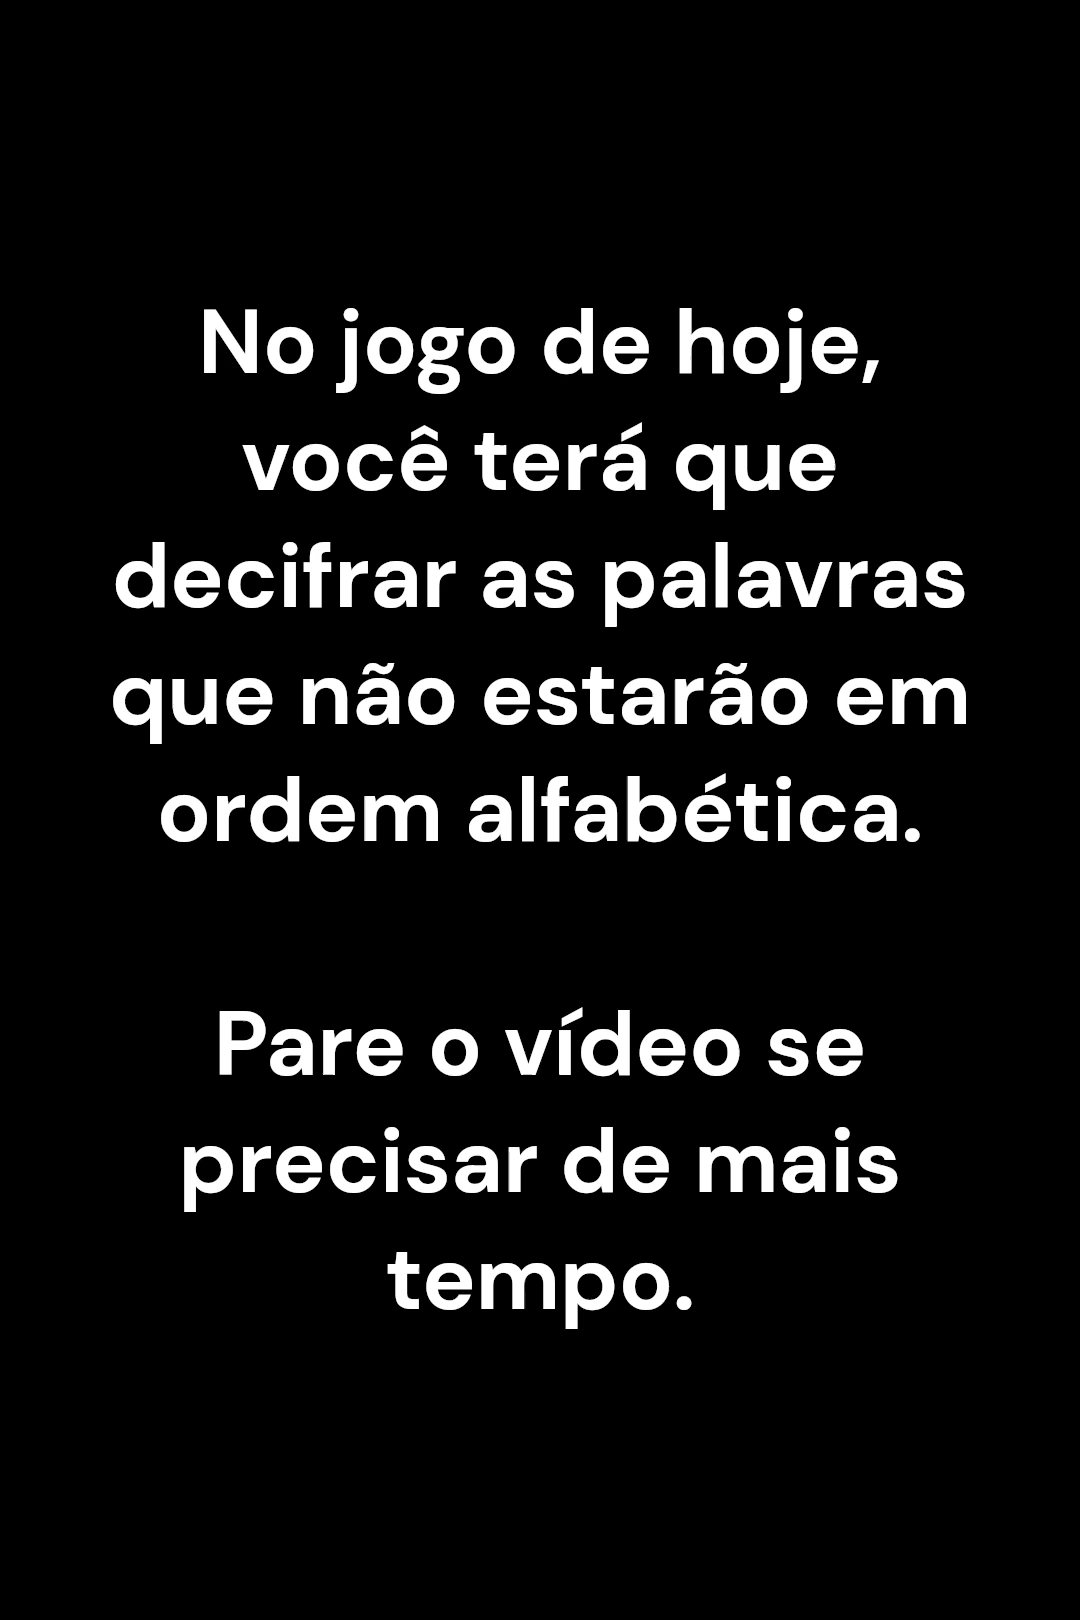 No jogo de hoje,
você terá que
decifrar as palavras
que não estarão em
ordem alfabética.
Pare o vídeo se
precisar de mais
tempo.